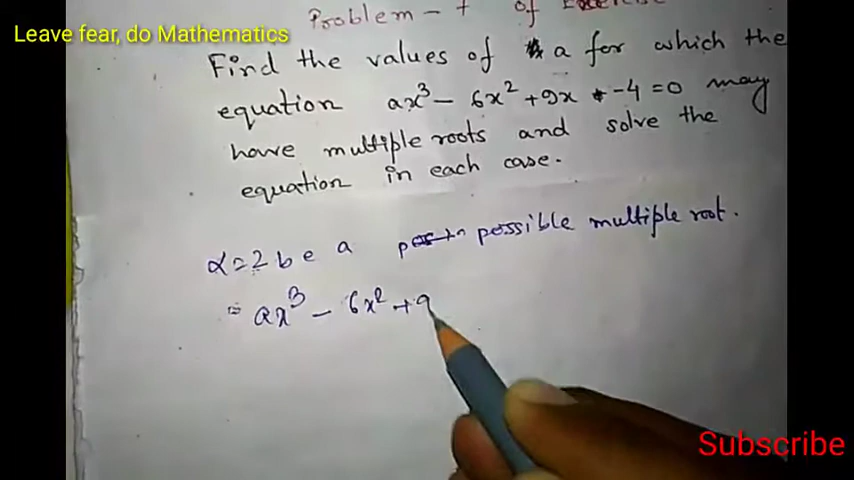 Problem - 7 of Exercise
Leave fear, do Mathematics
Find the values of a for which the
equation ax³ - 6x² + 9x - 4 = 0 may
have multiple roots and solve the
equation in each case.
α = 2 be a possible multiple root.
= ax³ - 6x² + 9
Subscribe